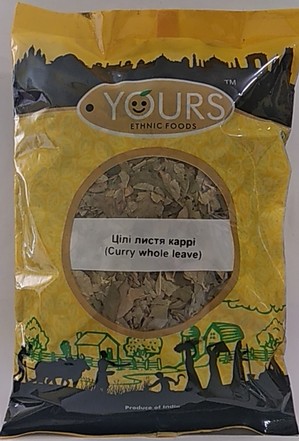 YOURS
TM
ETHNIC FOODS
Цілі листя каррі
(Curry whole leave)
Produce of India